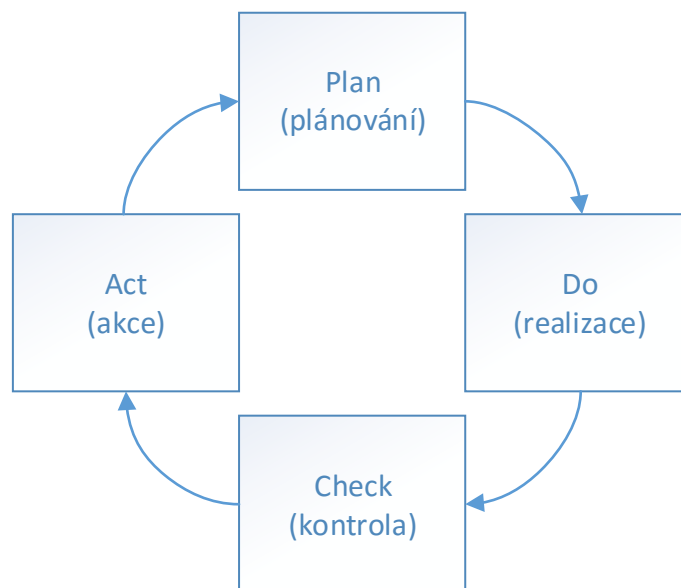 Plan
(plánování)
Do
(realizace)
Check
(kontrola)
Act
(akce)